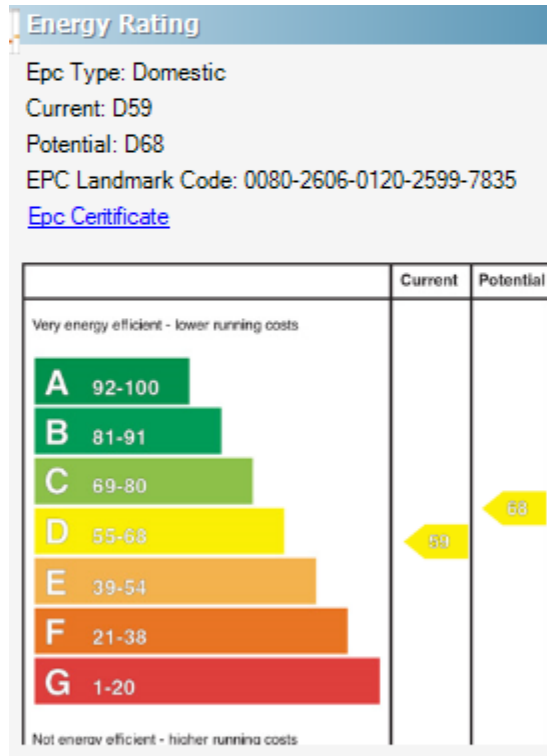 Energy Rating
Epc Type: Domestic
Current: D59
Potential: D68
EPC Landmark Code: 0080-2606-0120-2599-7835
Epc Ceritificate
Current Potential
Very energy efficient - lower running costs
A 92-100
B 81-91
C 69-80
68
D 55-68
59
E 39-54
F 21-38
G 1-20
Not energy efficient - higher running costs